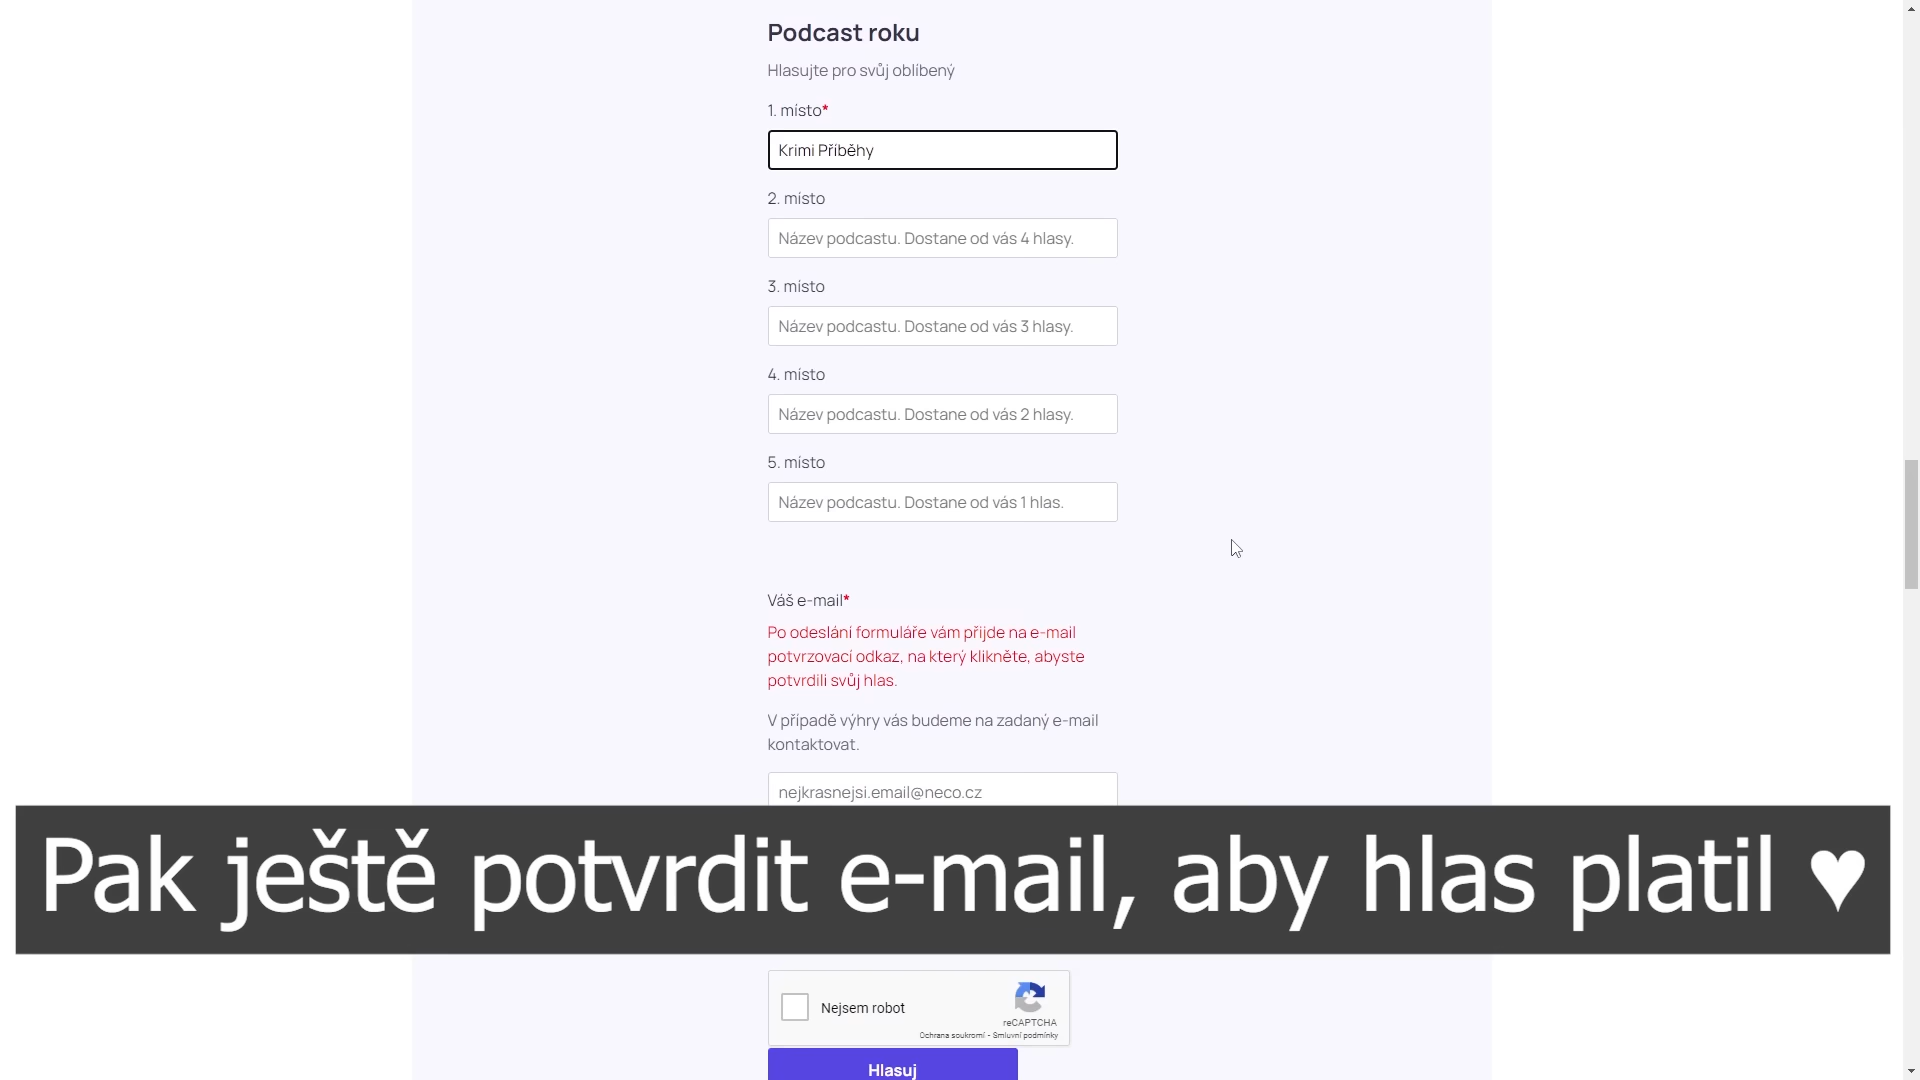 Podcast roku
Hlasujte pro svůj oblíbený
1. místo*
Krimi Příběhy
2. místo
Název podcastu. Dostane od vás 4 hlasy.
3. místo
Název podcastu. Dostane od vás 3 hlasy.
4. místo
Název podcastu. Dostane od vás 2 hlasy.
5. místo
Název podcastu. Dostane od vás 1 hlas.
Váš e-mail*
Po odeslání formuláře vám přijde na e-mail
potvrzovací odkaz, na který klikněte, abyste
potvrdili svůj hlas.
V případě výhry vás budeme na zadaný e-mail
kontaktovat.
nejkrasnejsi.email@neco.cz
Pak ještě potvrdit e-mail, aby hlas platil ♥
Nejsem robot
reCAPTCHA
Ochrana soukromí - Smluvní podmínky
Hlasuj